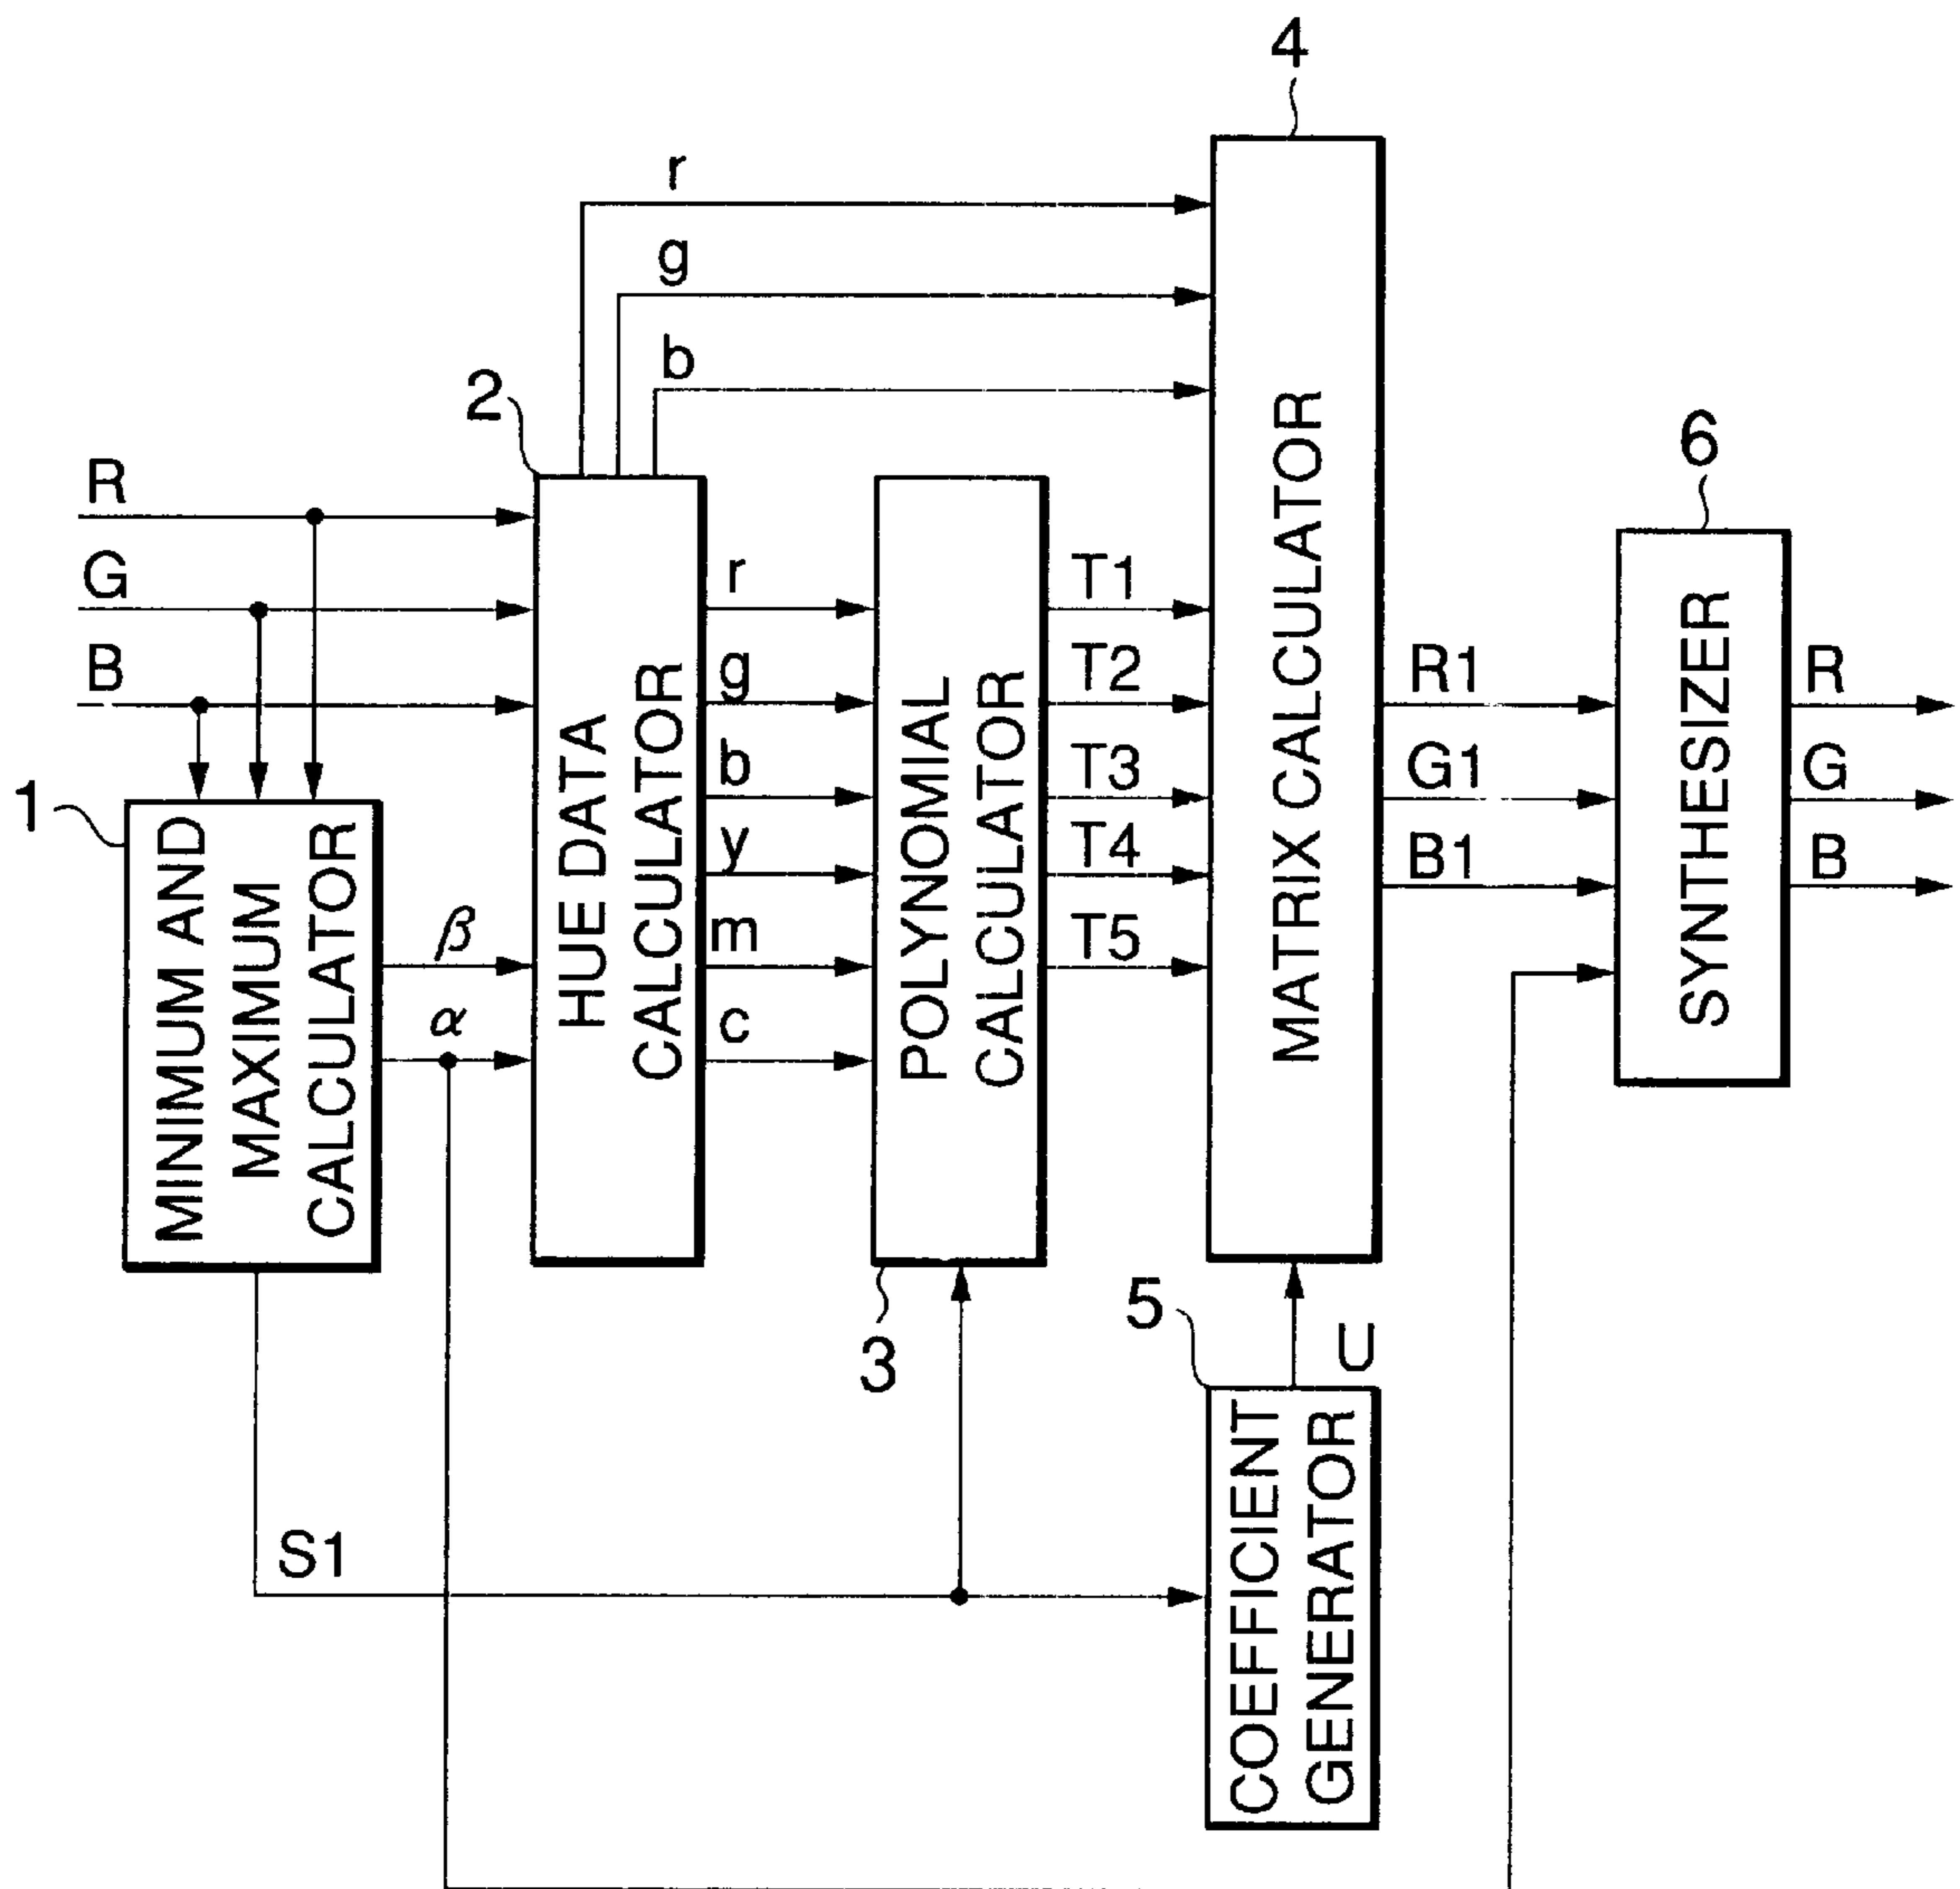 4
r
g
b
2
6
R
G
B
1
MINIMUM AND
MAXIMUM
CALCULATOR
β
α
HUE DATA
CALCULATOR
r
g
b
y
m
c
POLYNOMIAL
CALCULATOR
3
T1
T2
T3
T4
T5
MATRIX CALCULATOR
R1
G1
B1
SYNTHESIZER
R
G
B
5
U
S1
COEFFICIENT
GENERATOR